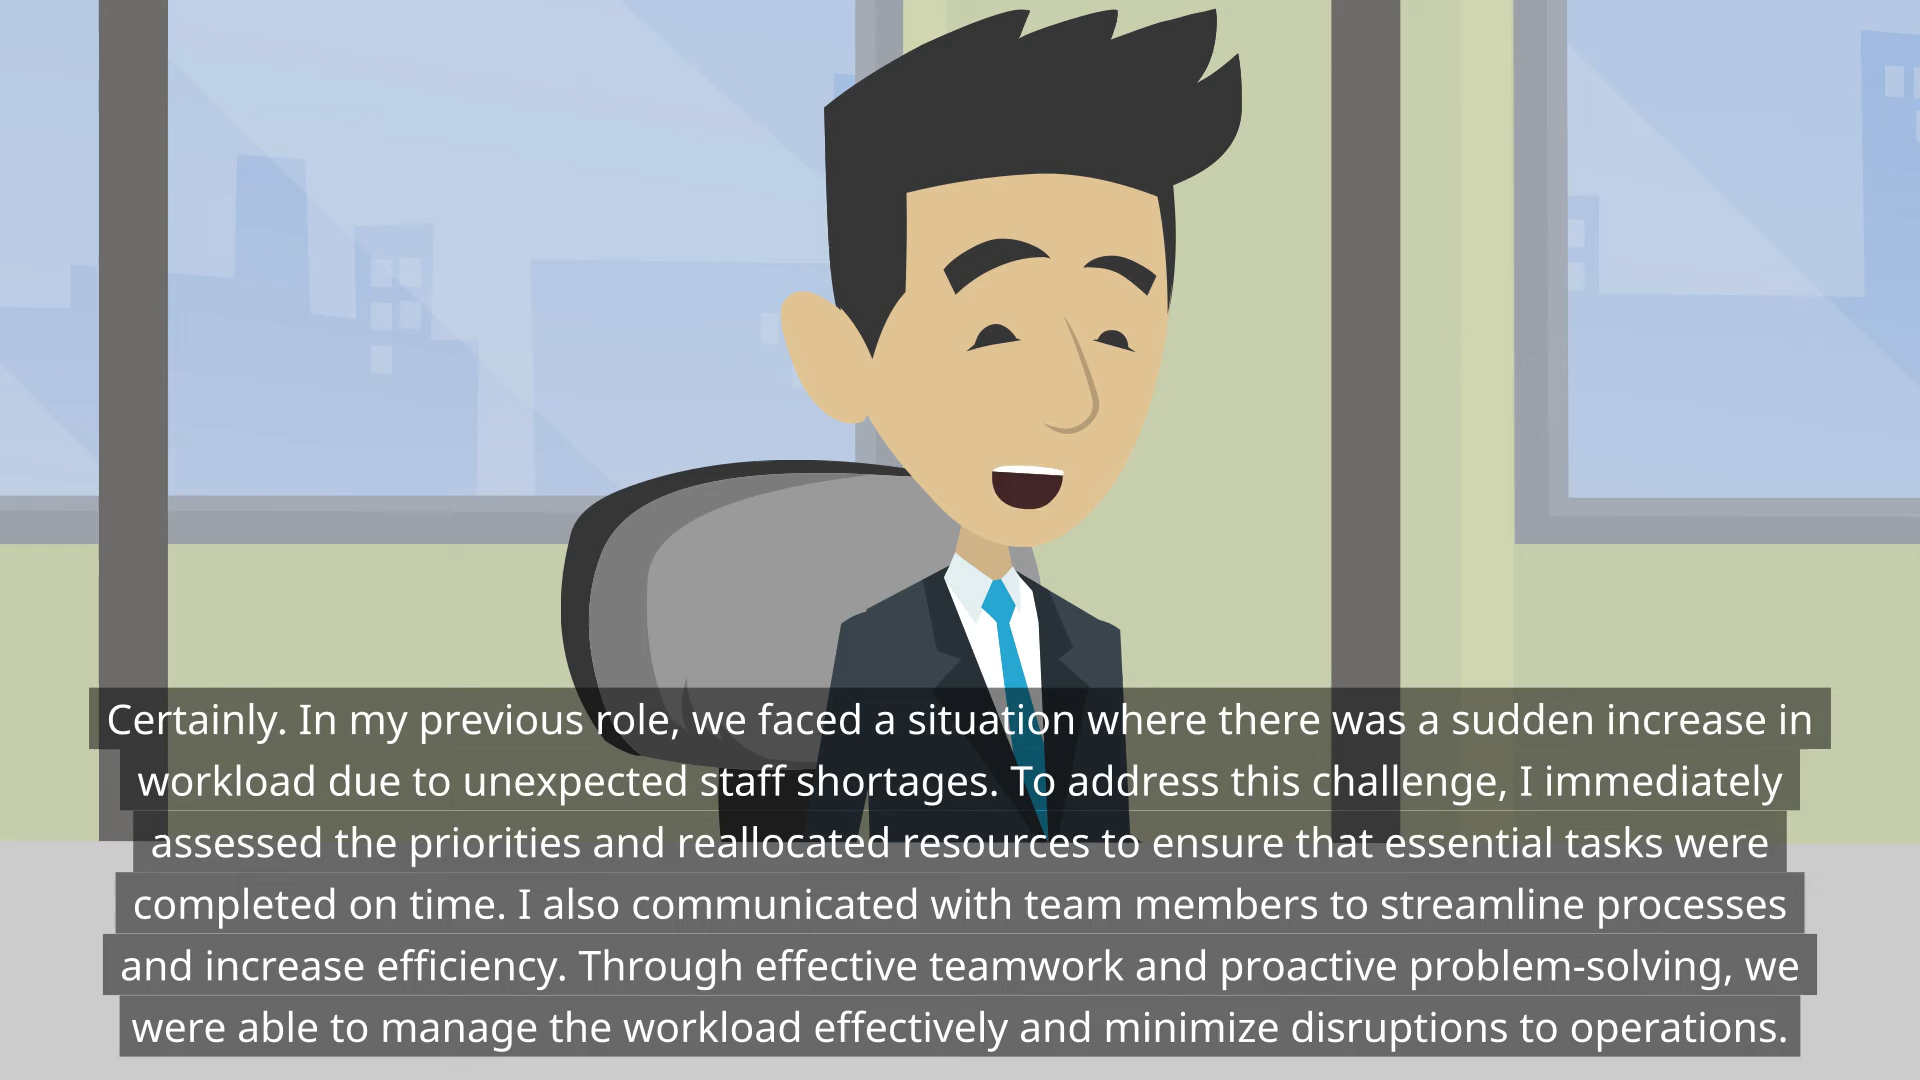 Certainly. In my previous role, we faced a situation where there was a sudden increase in
workload due to unexpected staff shortages. To address this challenge, I immediately
assessed the priorities and reallocated resources to ensure that essential tasks were
completed on time. I also communicated with team members to streamline processes
and increase efficiency. Through effective teamwork and proactive problem-solving, we
were able to manage the workload effectively and minimize disruptions to operations.